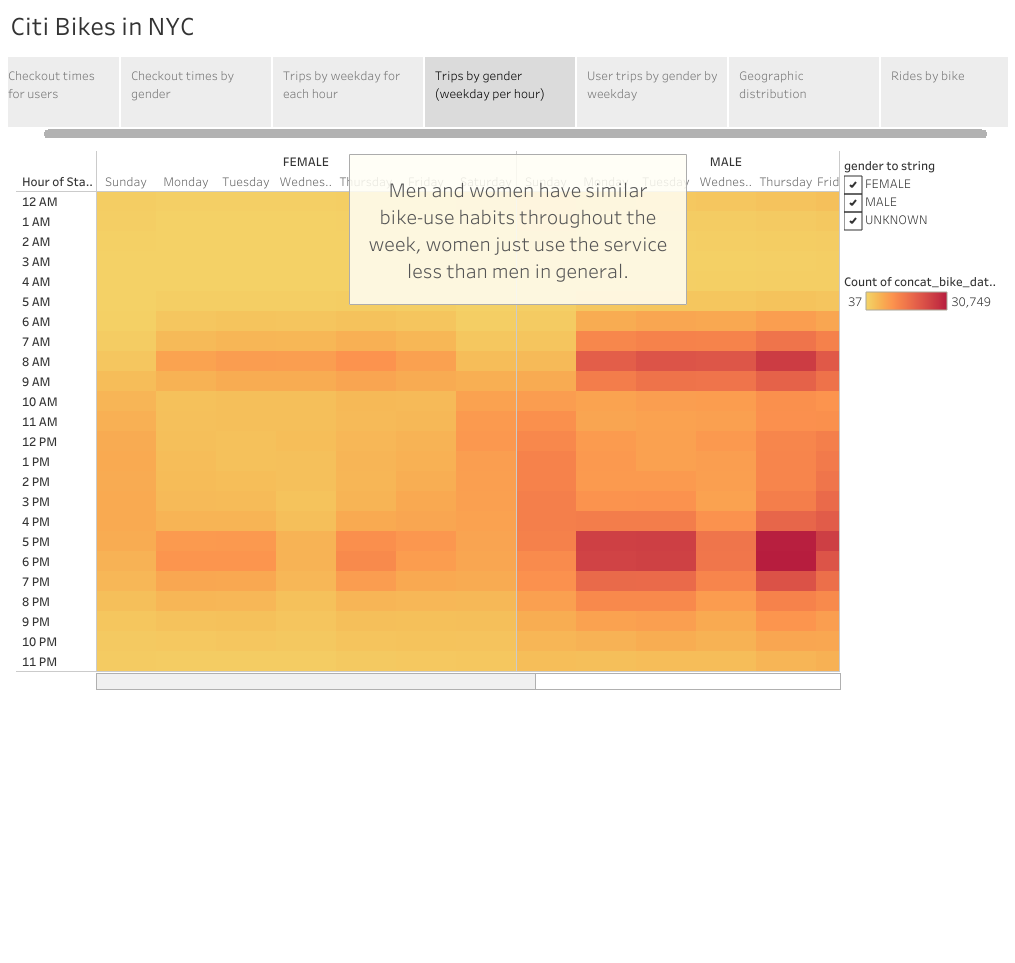 Citi Bikes in NYC
Checkout times
for users
Checkout times by
gender
Trips by weekday for
each hour
Trips by gender
(weekday per hour)
User trips by gender by
weekday
Geographic
distribution
Rides by bike
FEMALE
MALE
Hour of Sta..
Sunday
Monday
Tuesday
Wednes..
Thursday
Friday
Saturday
Sunday
Monday
Tuesday
Wednes..
Thursday
Frid
Men and women have similar
bike-use habits throughout the
week, women just use the service
less than men in general.
12 AM
1 AM
2 AM
3 AM
4 AM
5 AM
6 AM
7 AM
8 AM
9 AM
10 AM
11 AM
12 PM
1 PM
2 PM
3 PM
4 PM
5 PM
6 PM
7 PM
8 PM
9 PM
10 PM
11 PM
gender to string
FEMALE
MALE
UNKNOWN
Count of concat_bike_dat..
37
30,749